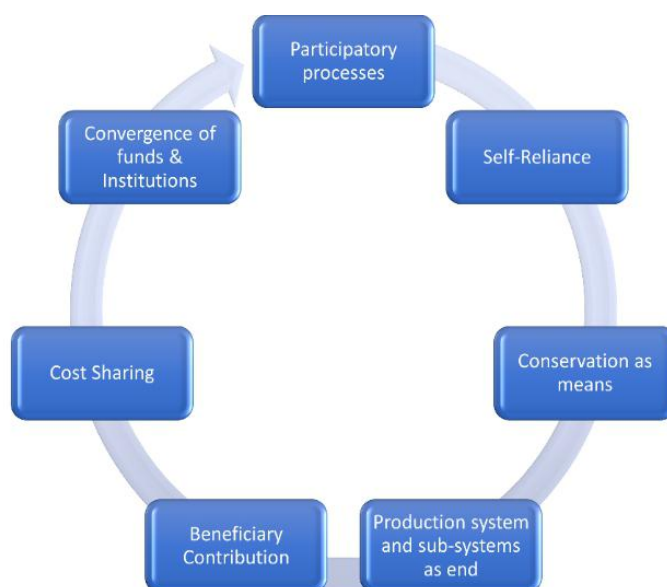 Participatory
processes
Self-Reliance
Conservation as
means
Production system
and sub-systems
as end
Beneficiary
Contribution
Cost Sharing
Convergence of
funds &
Institutions